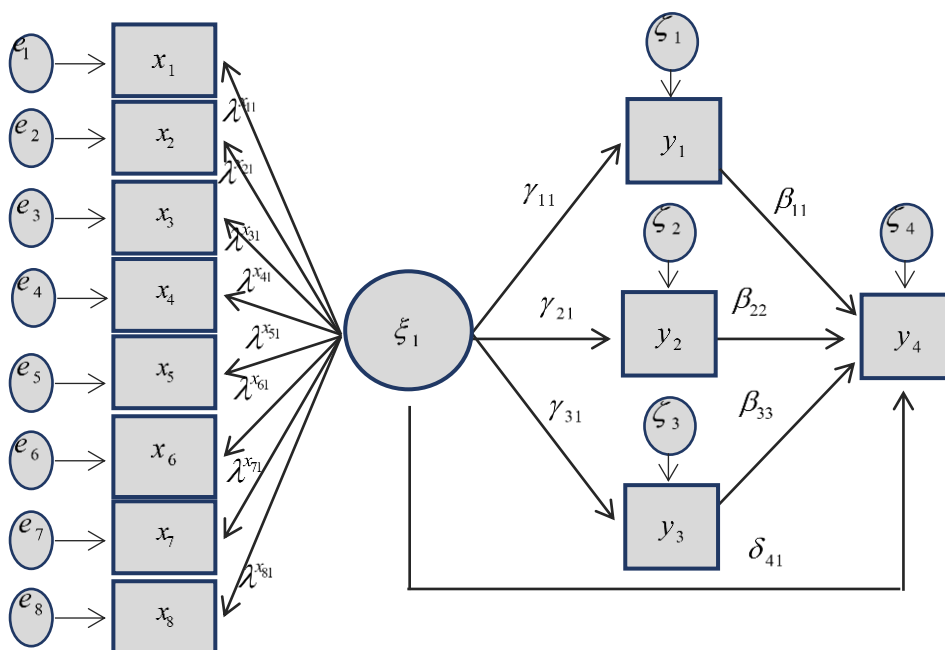 e₁
x₁
e₂
x₂
e₃
x₃
e₄
x₄
e₅
x₅
e₆
x₆
e₇
x₇
e₈
x₈
λˣ¹¹
λˣ²¹
λˣ³¹
λˣ⁴¹
λˣ⁵¹
λˣ⁶¹
λˣ⁷¹
λˣ⁸¹
ξ₁
γ₁₁
γ₂₁
γ₃₁
ζ₁
y₁
ζ₂
y₂
ζ₃
y₃
β₁₁
β₂₂
β₃₃
ζ₄
y₄
δ₄₁